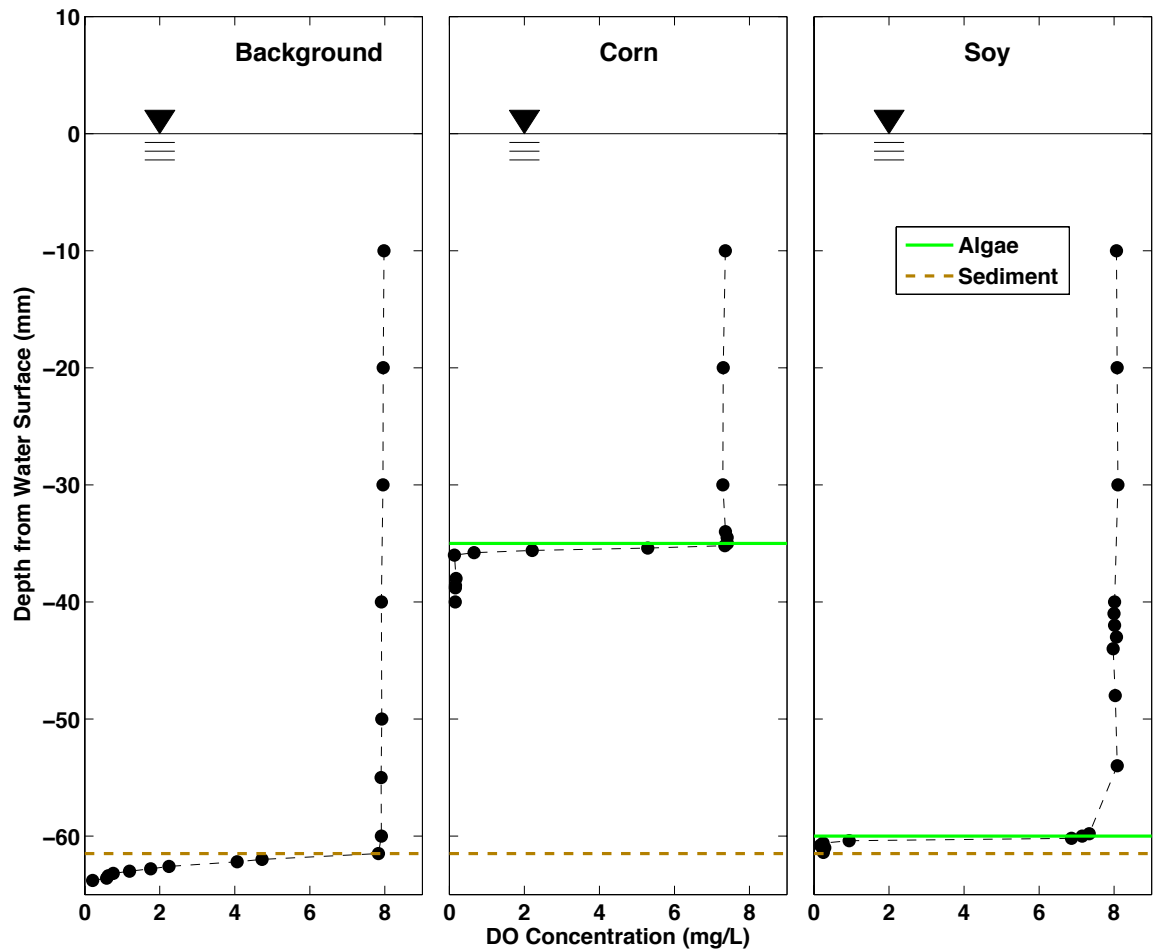 Background
Corn
Soy
10
0
−10
−20
−30
−40
−50
−60
Depth from Water Surface (mm)
Algae
Sediment
0 2 4 6 8
0 2 4 6 8
0 2 4 6 8
DO Concentration (mg/L)